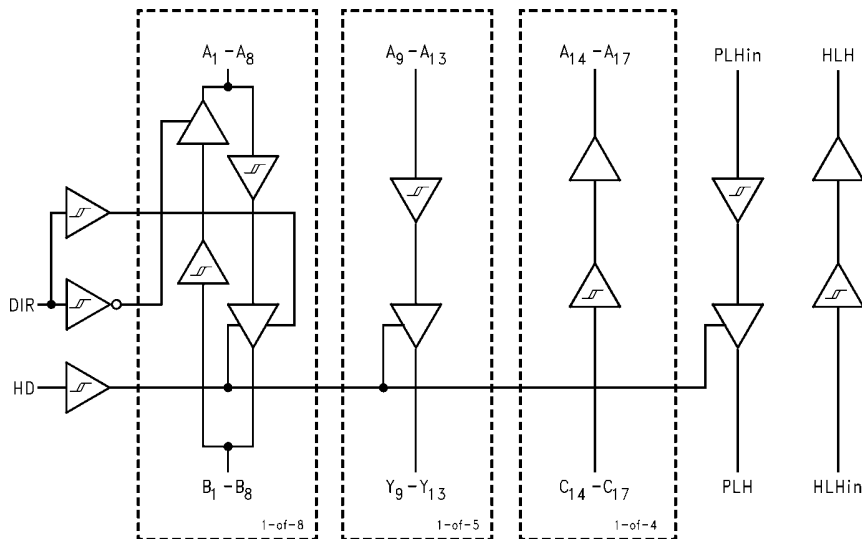 A1 –A8
A9 –A13
A14 –A17
PLHin
HLH
DIR
HD
B1 –B8
Y9 –Y13
C14 –C17
PLH
HLHin
1–of–8
1–of–5
1–of–4